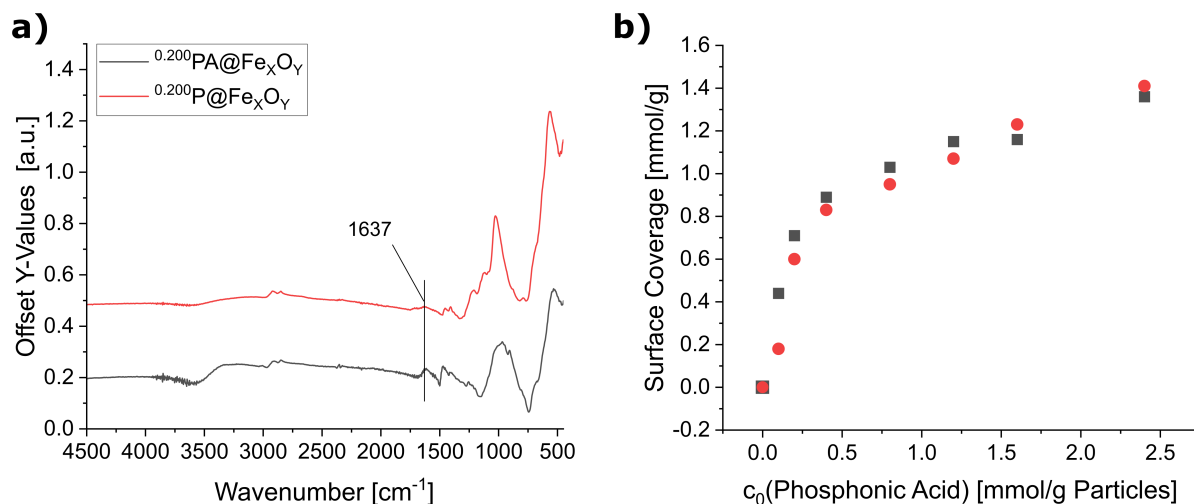 a)
0.200PA@FeXOY
0.200P@FeXOY
1637
Offset Y-Values [a.u.]
1.4
1.2
1.0
0.8
0.6
0.4
0.2
0.0
4500 4000 3500 3000 2500 2000 1500 1000 500
Wavenumber [cm-1]
b)
Surface Coverage [mmol/g]
1.6
1.4
1.2
1.0
0.8
0.6
0.4
0.2
0.0
-0.2
0.0 0.5 1.0 1.5 2.0 2.5
c0(Phosphonic Acid) [mmol/g Particles]